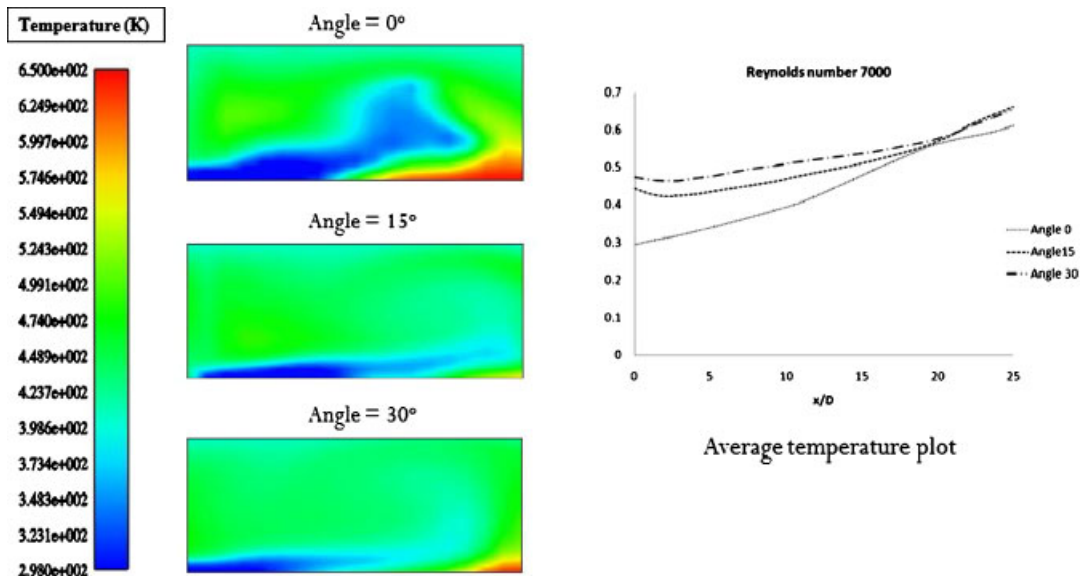 Temperature (K)
6.500e+002
6.249e+002
5.997e+002
5.746e+002
5.494e+002
5.243e+002
4.991e+002
4.740e+002
4.489e+002
4.237e+002
3.986e+002
3.734e+002
3.483e+002
3.231e+002
2.980e+002
Angle = 0°
Angle = 15°
Angle = 30°
Reynolds number 7000
0.7
0.6
0.5
0.4
0.3
0.2
0.1
0
0 5 10 15 20 25
x/D
Angle 0
Angle15
Angle 30
Average temperature plot